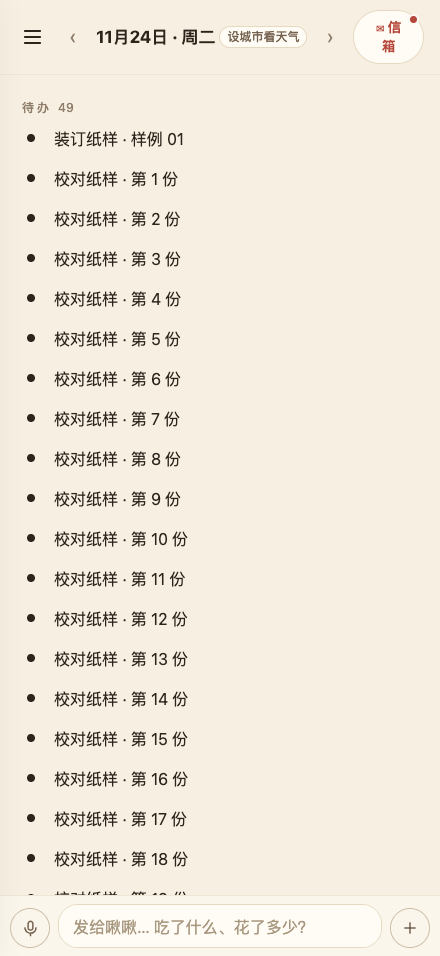 ‹ 11月24日 · 周二 设城市看天气 › ✉ 信
箱
待办 49
装订纸样 · 样例 01
校对纸样 · 第 1 份
校对纸样 · 第 2 份
校对纸样 · 第 3 份
校对纸样 · 第 4 份
校对纸样 · 第 5 份
校对纸样 · 第 6 份
校对纸样 · 第 7 份
校对纸样 · 第 8 份
校对纸样 · 第 9 份
校对纸样 · 第 10 份
校对纸样 · 第 11 份
校对纸样 · 第 12 份
校对纸样 · 第 13 份
校对纸样 · 第 14 份
校对纸样 · 第 15 份
校对纸样 · 第 16 份
校对纸样 · 第 17 份
校对纸样 · 第 18 份
发给啾啾... 吃了什么、花了多少?